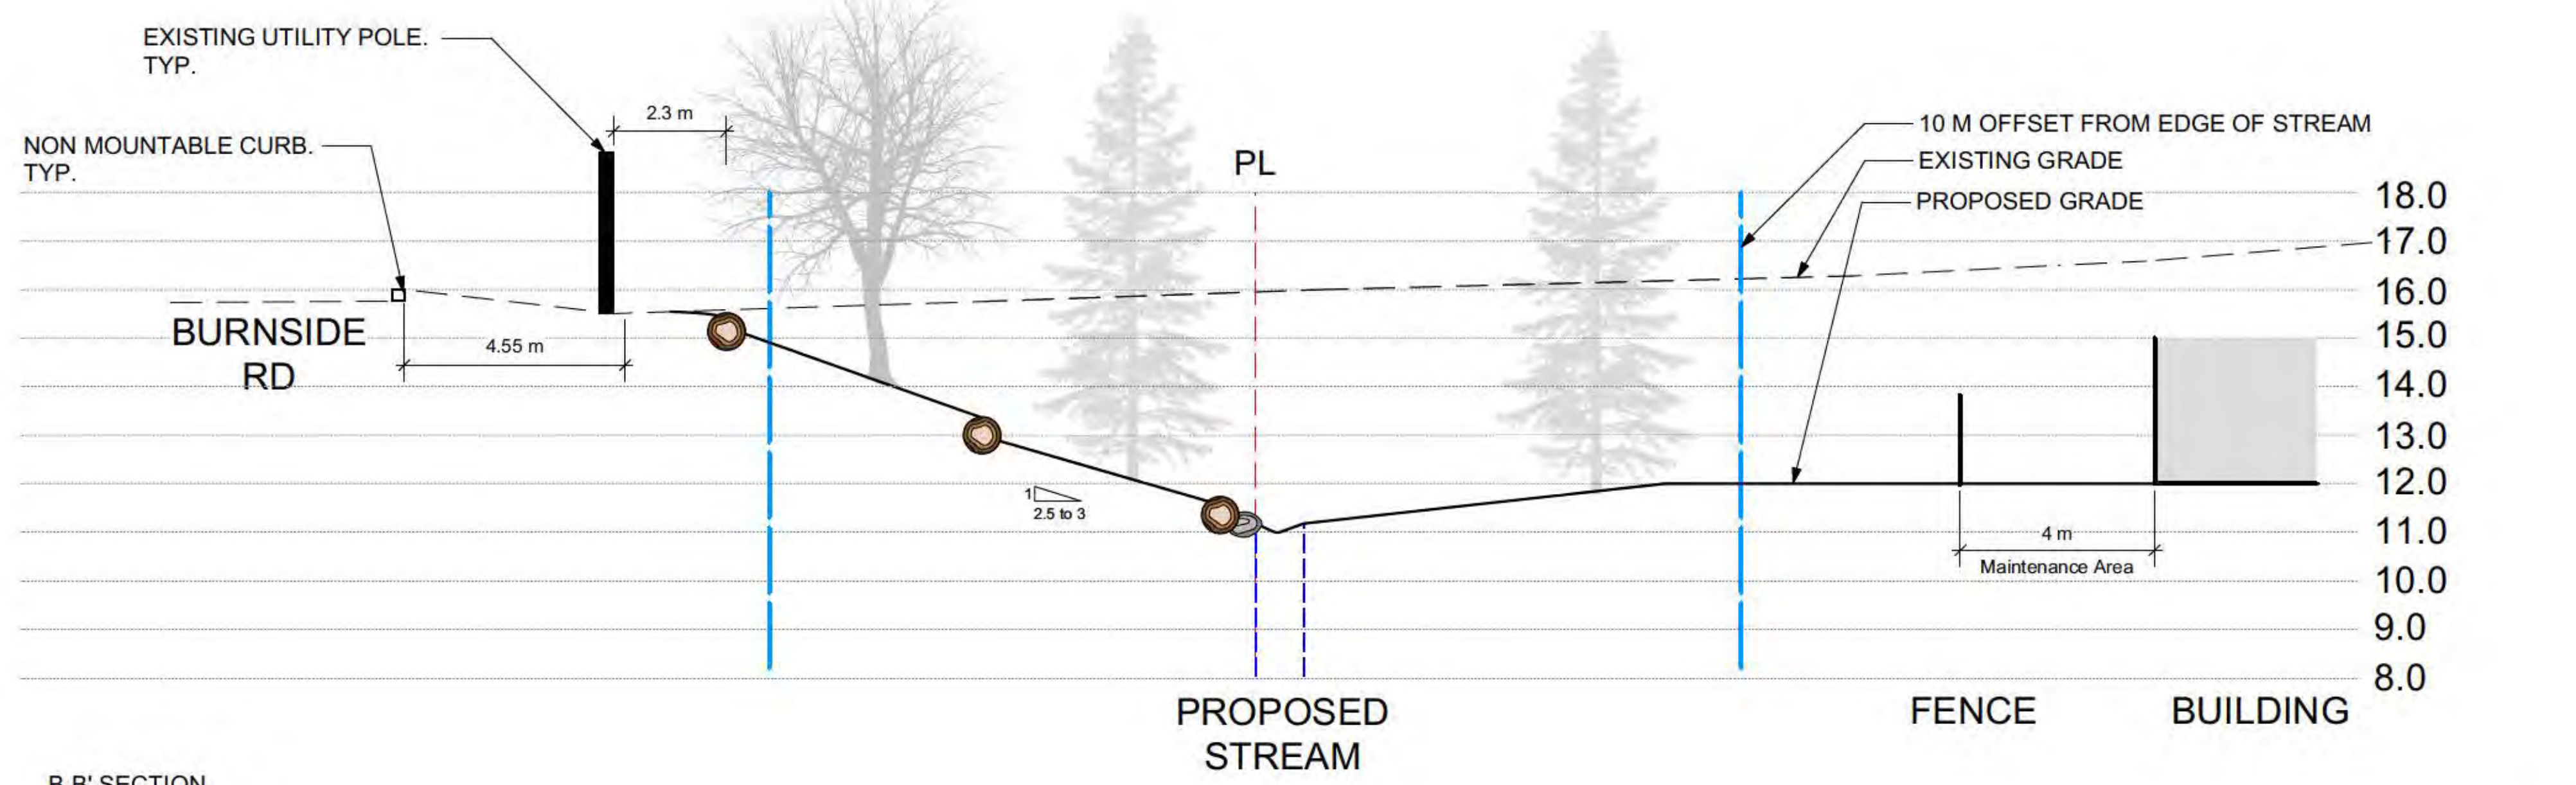 EXISTING UTILITY POLE.
TYP.
2.3 m
NON MOUNTABLE CURB.
TYP.
PL
10 M OFFSET FROM EDGE OF STREAM
EXISTING GRADE
PROPOSED GRADE
18.0
17.0
16.0
15.0
14.0
13.0
12.0
11.0
10.0
9.0
8.0
BURNSIDE
RD
4.55 m
1
2.5 to 3
4 m
Maintenance Area
PROPOSED
STREAM
FENCE
BUILDING
B-B' SECTION